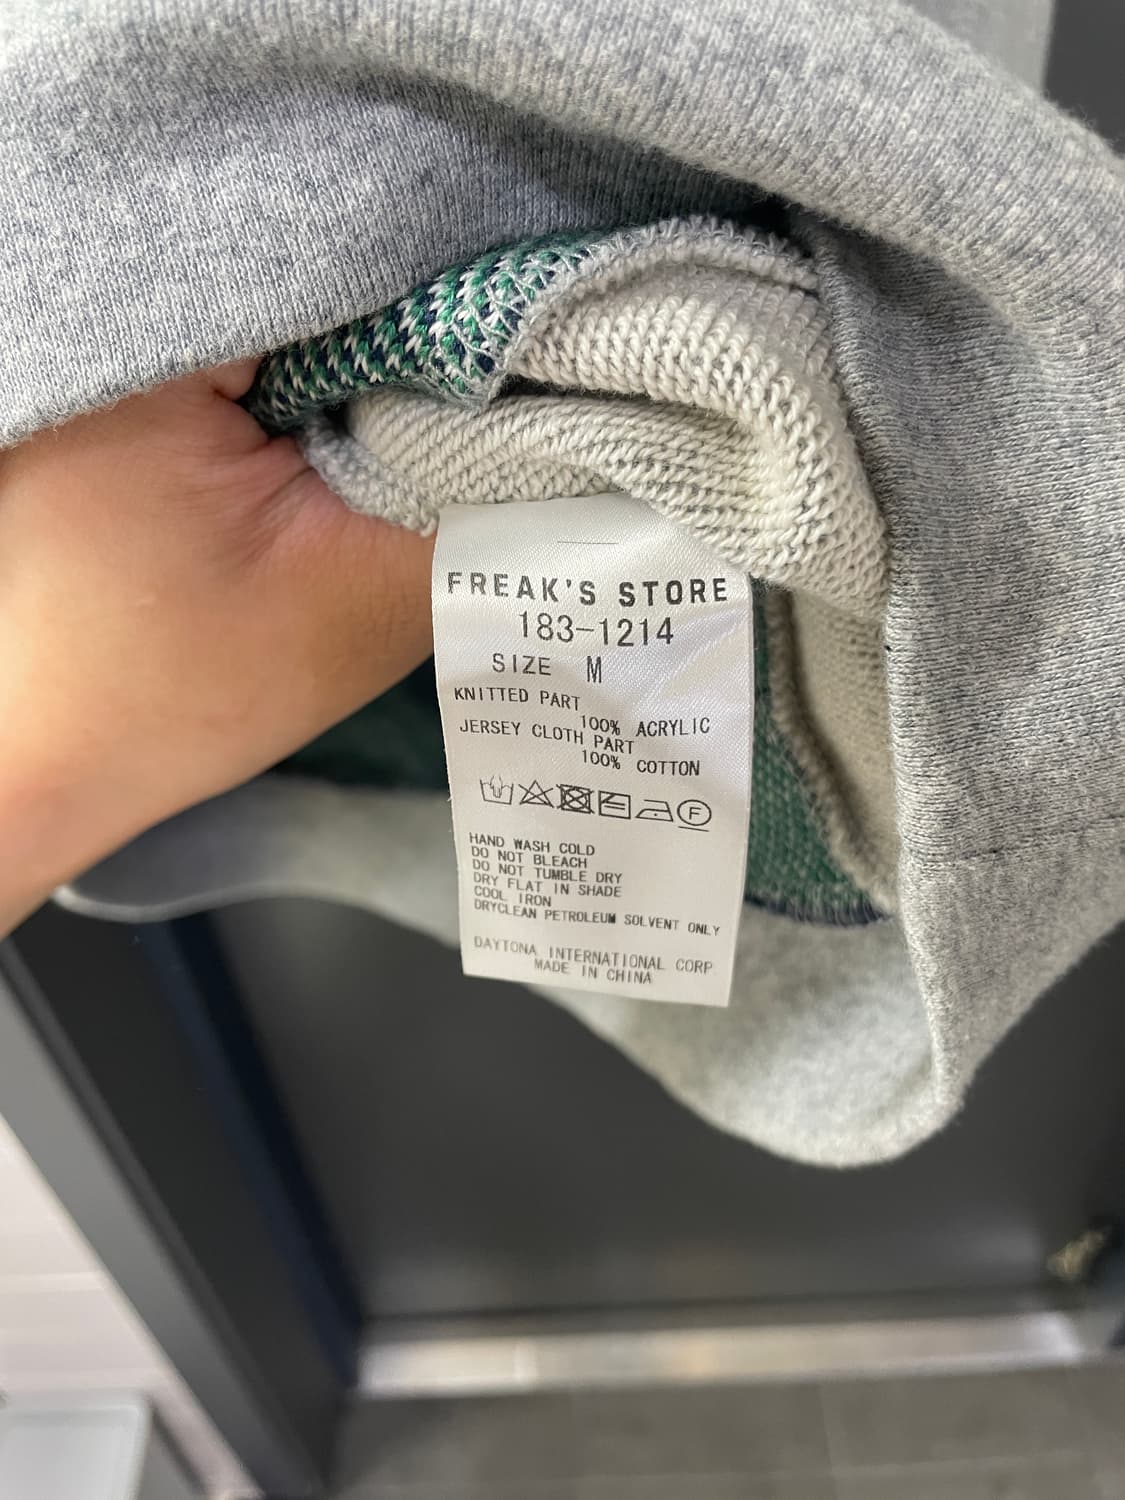 FREAK'S STORE
183-1214
SIZE M
KNITTED PART
100% ACRYLIC
JERSEY CLOTH PART
100% COTTON
F
HAND WASH COLD
DO NOT BLEACH
DO NOT TUMBLE DRY
DRY FLAT IN SHADE
COOL IRON
DRYCLEAN PETROLEUM SOLVENT ONLY
DAYTONA INTERNATIONAL CORP
MADE IN CHINA